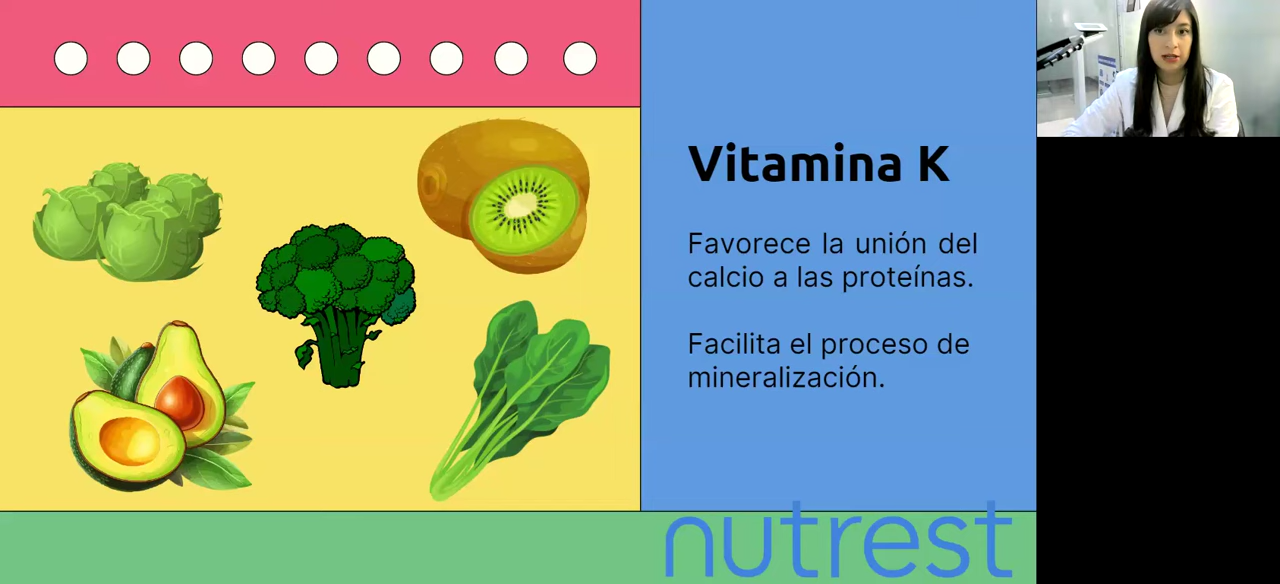 Vitamina K
Favorece la unión del
calcio a las proteínas.
Facilita el proceso de
mineralización.
nutrest